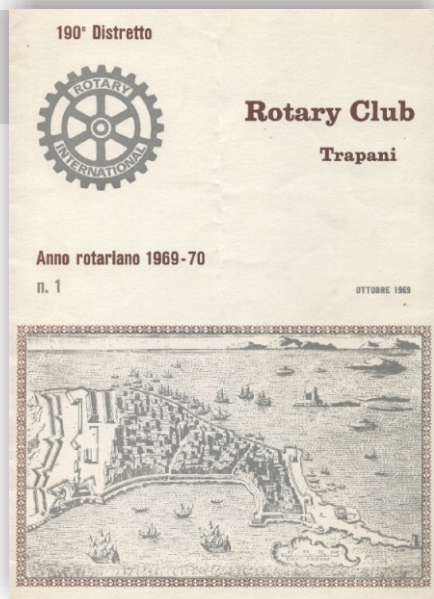 190° Distretto
ROTARY
INTERNATIONAL
Rotary Club
Trapani
Anno rotariano 1969-70
n. 1
OTTOBRE 1969